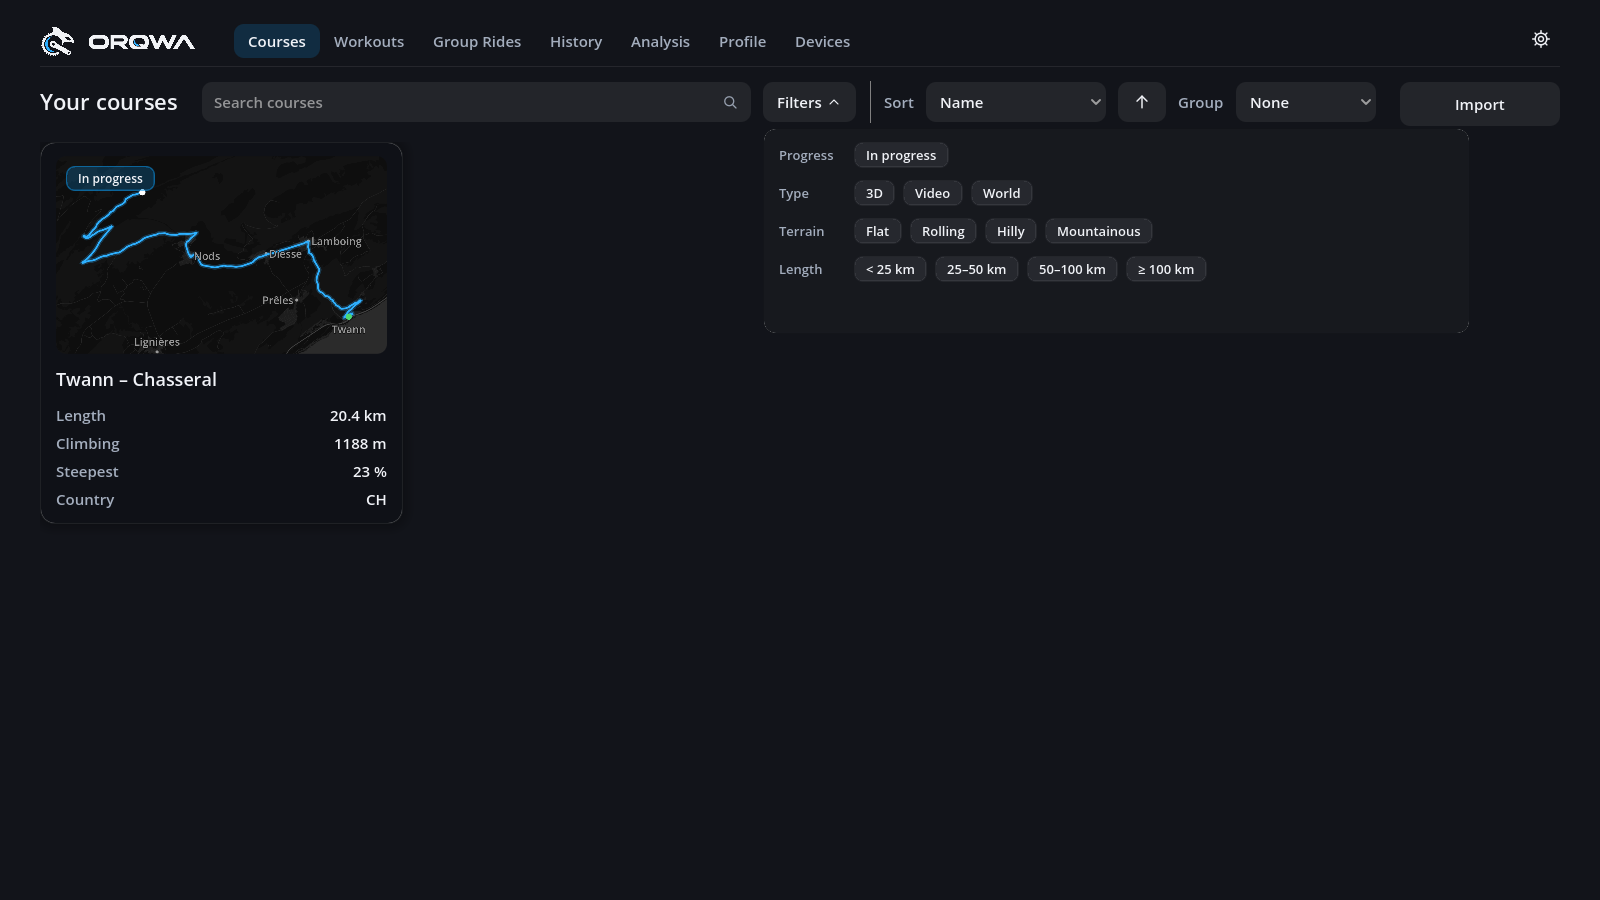 ORQWA Courses Workouts Group Rides History Analysis Profile Devices
Your courses Search courses Filters Sort Name Group None Import
Progress In progress
Type 3D Video World
Terrain Flat Rolling Hilly Mountainous
Length < 25 km 25–50 km 50–100 km ≥ 100 km
In progress
Lamboing
Nods Diesse
Prêles
Twann
Lignières
Twann – Chasseral
Length 20.4 km
Climbing 1188 m
Steepest 23 %
Country CH